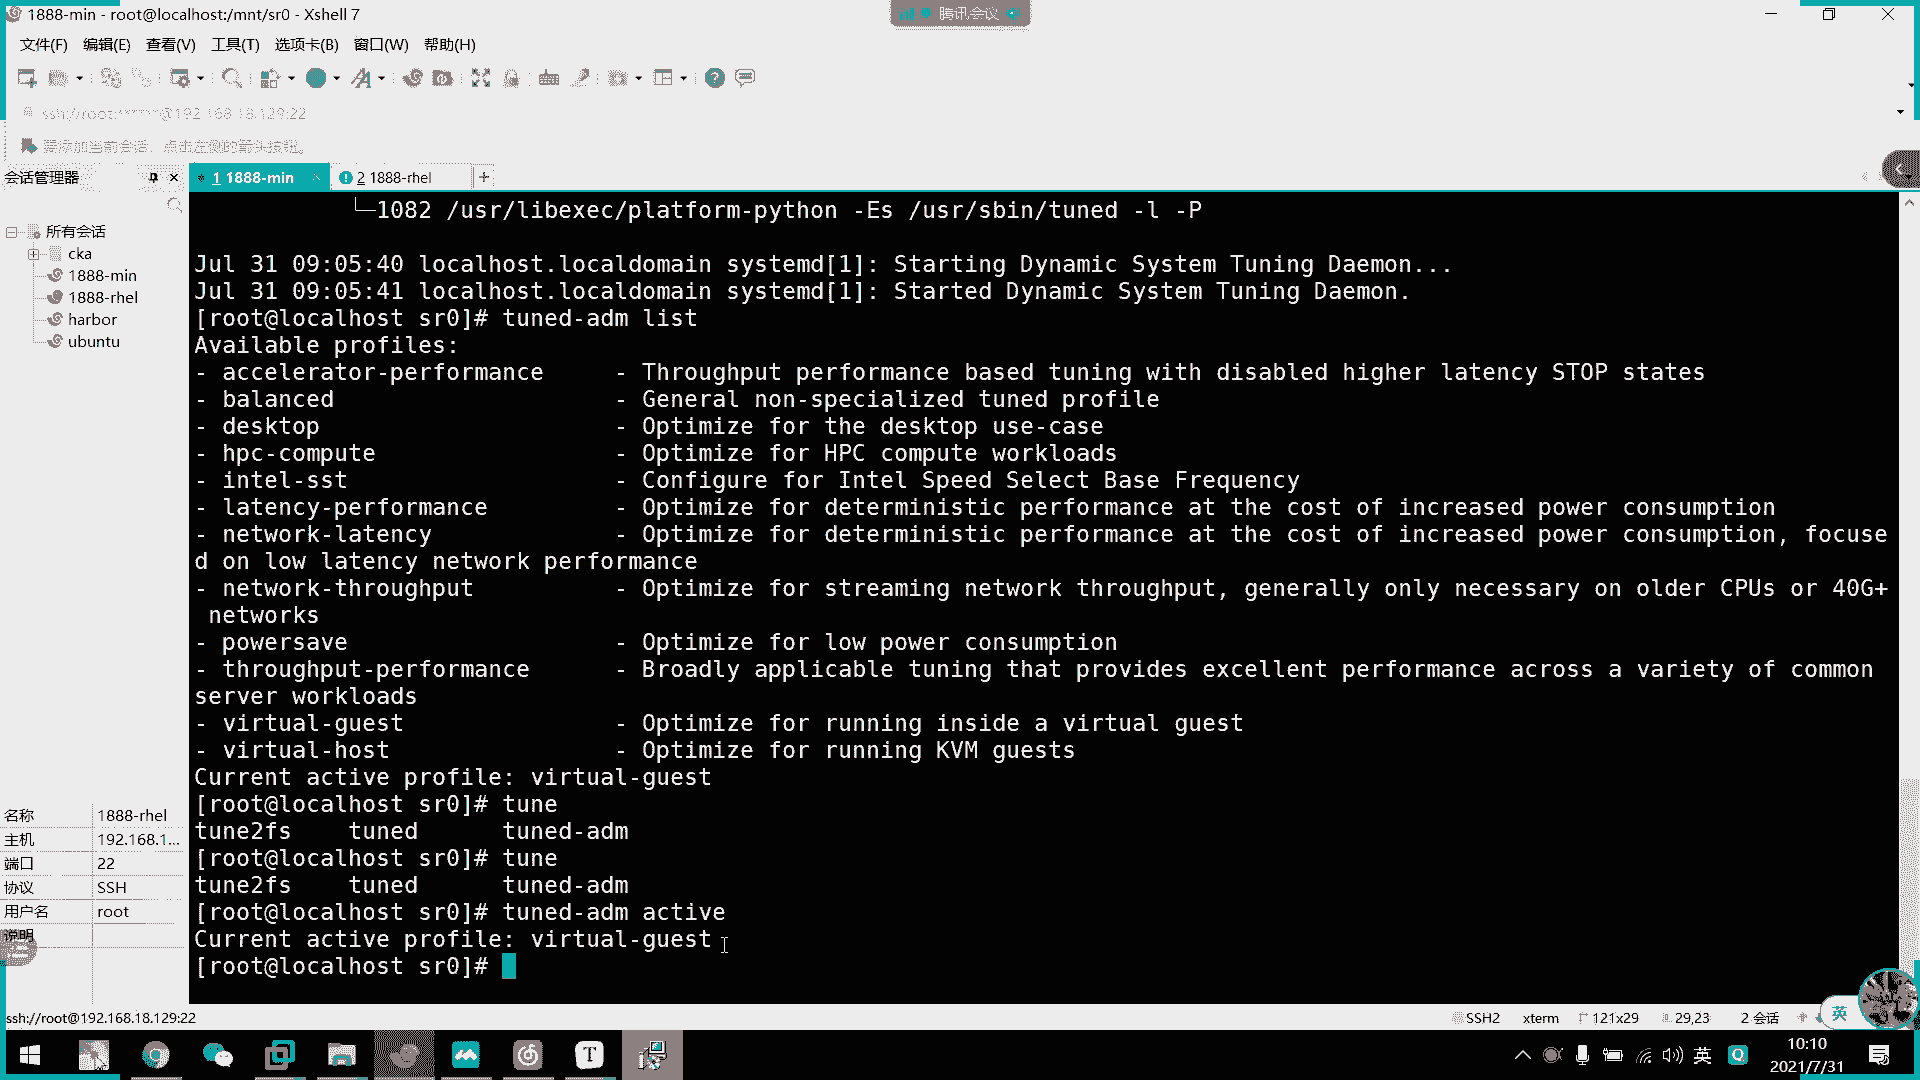 1888-min - root@localhost:/mnt/sr0 - Xshell 7
腾讯会议
文件(F) 编辑(E) 查看(V) 工具(T) 选项卡(B) 窗口(W) 帮助(H)
ssh://root:******@192.168.18.129:22
要添加当前会话，点击左侧的箭头按钮。
会话管理器
1 1888-min
2 1888-rhel
所有会话
cka
1888-min
1888-rhel
harbor
ubuntu
└─1082 /usr/libexec/platform-python -Es /usr/sbin/tuned -l -P
Jul 31 09:05:40 localhost.localdomain systemd[1]: Starting Dynamic System Tuning Daemon...
Jul 31 09:05:41 localhost.localdomain systemd[1]: Started Dynamic System Tuning Daemon.
[root@localhost sr0]# tuned-adm list
Available profiles:
- accelerator-performance - Throughput performance based tuning with disabled higher latency STOP states
- balanced - General non-specialized tuned profile
- desktop - Optimize for the desktop use-case
- hpc-compute - Optimize for HPC compute workloads
- intel-sst - Configure for Intel Speed Select Base Frequency
- latency-performance - Optimize for deterministic performance at the cost of increased power consumption
- network-latency - Optimize for deterministic performance at the cost of increased power consumption, focuse
d on low latency network performance
- network-throughput - Optimize for streaming network throughput, generally only necessary on older CPUs or 40G+
networks
- powersave - Optimize for low power consumption
- throughput-performance - Broadly applicable tuning that provides excellent performance across a variety of common
server workloads
- virtual-guest - Optimize for running inside a virtual guest
- virtual-host - Optimize for running KVM guests
Current active profile: virtual-guest
[root@localhost sr0]# tune
tune2fs tuned tuned-adm
[root@localhost sr0]# tune
tune2fs tuned tuned-adm
[root@localhost sr0]# tuned-adm active
Current active profile: virtual-guest
[root@localhost sr0]#
名称 1888-rhel
主机 192.168.1...
端口 22
协议 SSH
用户名 root
说明
ssh://root@192.168.18.129:22
SSH2 xterm 121x29 29,23 2 会话
英
英
10:10
2021/7/31